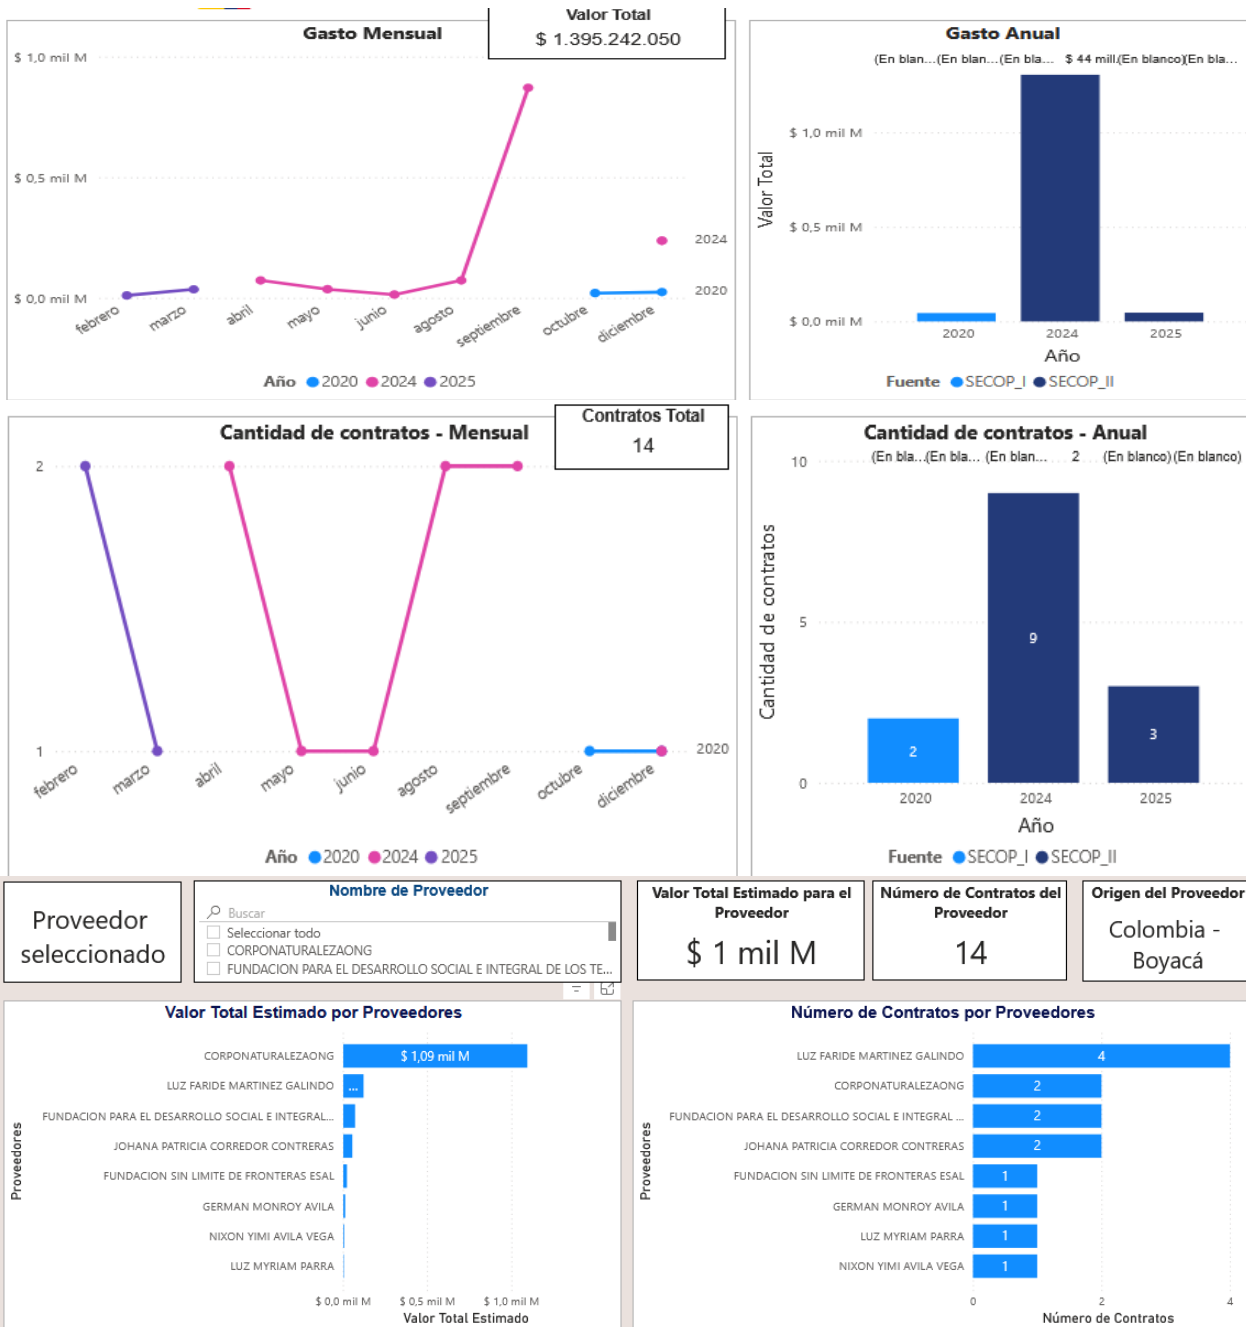 Gasto Mensual
Valor Total
$ 1.395.242.050
$ 1,0 mil M
$ 0,5 mil M
$ 0,0 mil M
2024
2020
febrero
marzo
abril
mayo
junio
agosto
septiembre
octubre
diciembre
Año 2020 2024 2025
Gasto Anual
(En blan... (En blan... (En bla... $ 44 mill. (En blanco) (En bla...
$ 1,0 mil M
$ 0,5 mil M
$ 0,0 mil M
Valor Total
2020 2024 2025
Año
Fuente SECOP_I SECOP_II
Cantidad de contratos - Mensual
Contratos Total
14
2
1
2020
febrero
marzo
abril
mayo
junio
agosto
septiembre
octubre
diciembre
Año 2020 2024 2025
Cantidad de contratos - Anual
(En bla... (En bla... (En blan... 2 (En blanco) (En blanco)
10
5
0
Cantidad de contratos
2
9
3
2020 2024 2025
Año
Fuente SECOP_I SECOP_II
Proveedor
seleccionado
Nombre de Proveedor
Buscar
Seleccionar todo
CORPONATURALEZAONG
FUNDACION PARA EL DESARROLLO SOCIAL E INTEGRAL DE LOS TE...
Valor Total Estimado para el
Proveedor
$ 1 mil M
Número de Contratos del
Proveedor
14
Origen del Proveedor
Colombia -
Boyacá
Valor Total Estimado por Proveedores
Proveedores
CORPONATURALEZAONG $ 1,09 mil M
LUZ FARIDE MARTINEZ GALINDO ...
FUNDACION PARA EL DESARROLLO SOCIAL E INTEGRAL...
JOHANA PATRICIA CORREDOR CONTRERAS
FUNDACION SIN LIMITE DE FRONTERAS ESAL
GERMAN MONROY AVILA
NIXON YIMI AVILA VEGA
LUZ MYRIAM PARRA
$ 0,0 mil M $ 0,5 mil M $ 1,0 mil M
Valor Total Estimado
Número de Contratos por Proveedores
Proveedores
LUZ FARIDE MARTINEZ GALINDO 4
CORPONATURALEZAONG 2
FUNDACION PARA EL DESARROLLO SOCIAL E INTEGRAL ... 2
JOHANA PATRICIA CORREDOR CONTRERAS 2
FUNDACION SIN LIMITE DE FRONTERAS ESAL 1
GERMAN MONROY AVILA 1
LUZ MYRIAM PARRA 1
NIXON YIMI AVILA VEGA 1
0 2 4
Número de Contratos